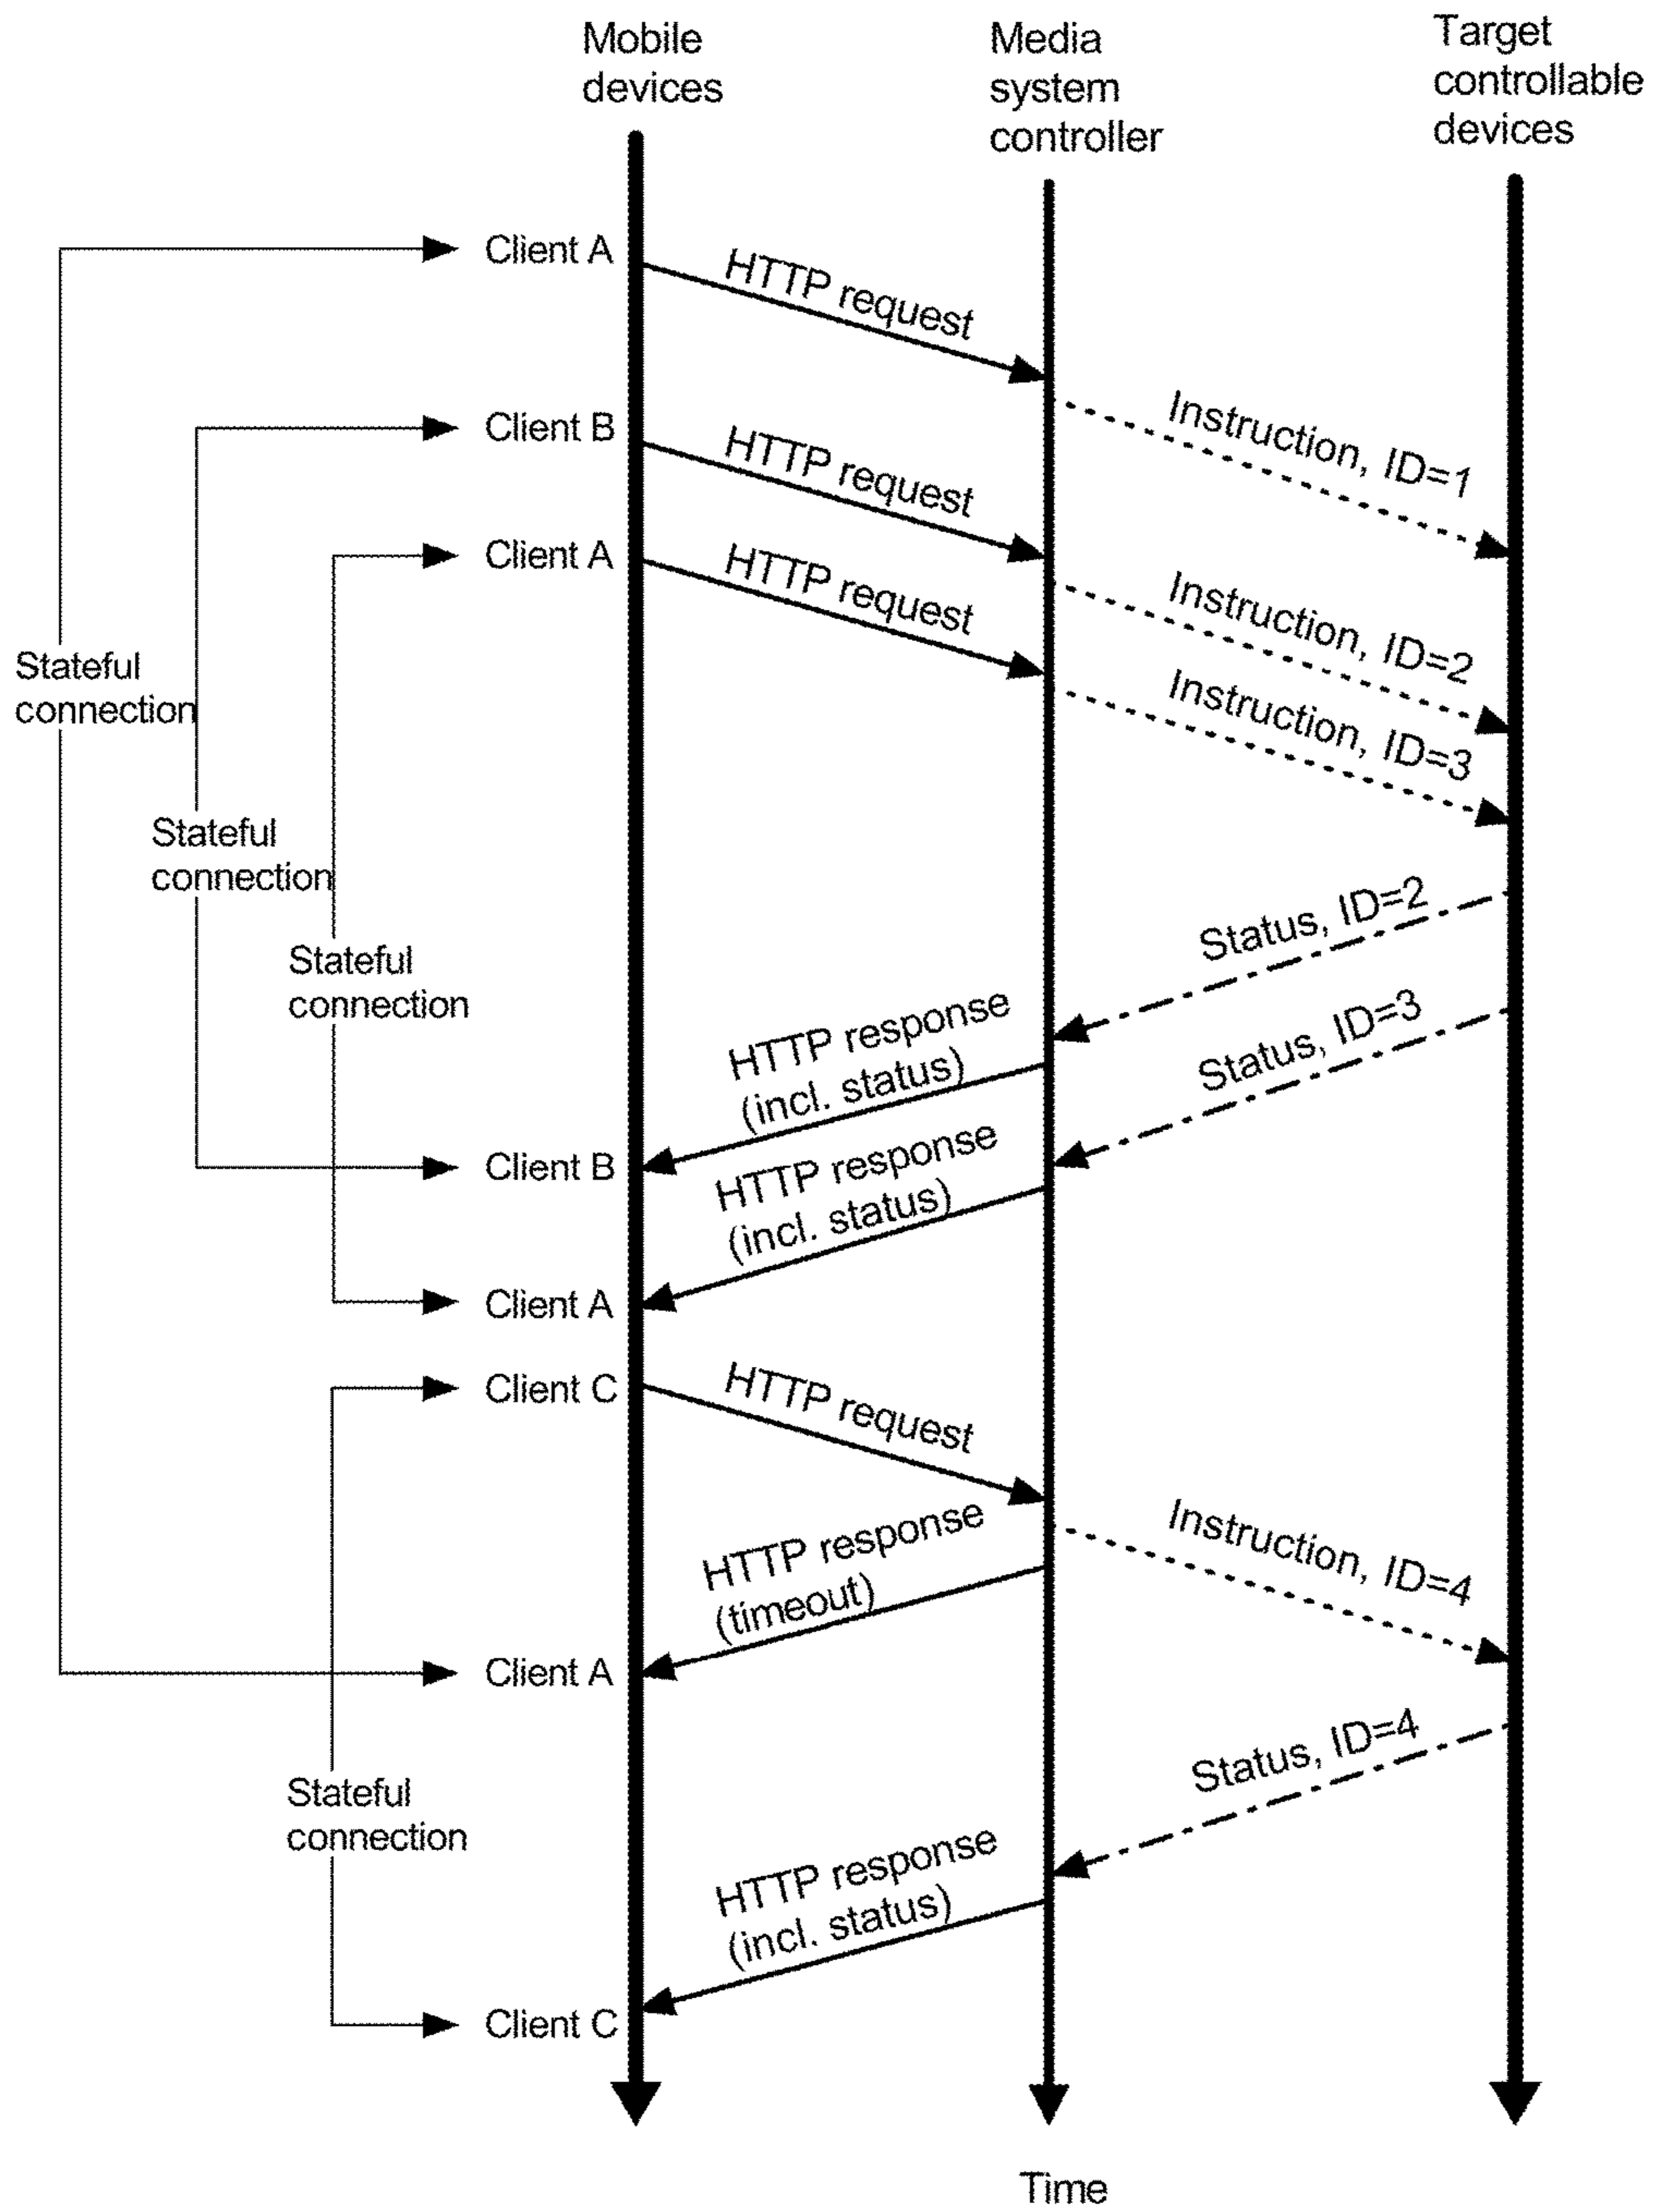 Mobile
devices
Media
system
controller
Target
controllable
devices
Client A
HTTP request
Instruction, ID=1
Client B
HTTP request
Instruction, ID=2
Client A
HTTP request
Instruction, ID=3
Stateful
connection
Stateful
connection
Stateful
connection
Status, ID=2
HTTP response
(incl. status)
Status, ID=3
Client B
HTTP response
(incl. status)
Client A
Client C
HTTP request
Instruction, ID=4
HTTP response
(timeout)
Client A
Status, ID=4
Stateful
connection
HTTP response
(incl. status)
Client C
Time